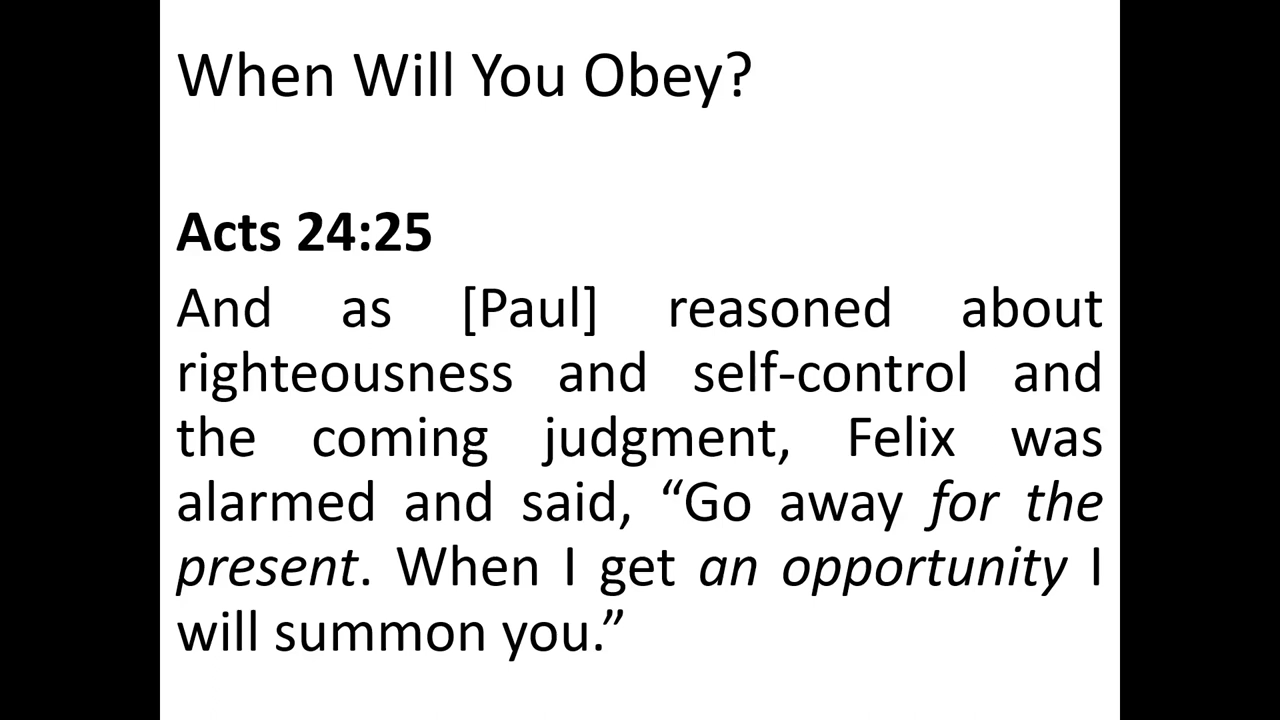 When Will You Obey?
Acts 24:25
And as [Paul] reasoned about
righteousness and self-control and
the coming judgment, Felix was
alarmed and said, “Go away for the
present. When I get an opportunity I
will summon you.”